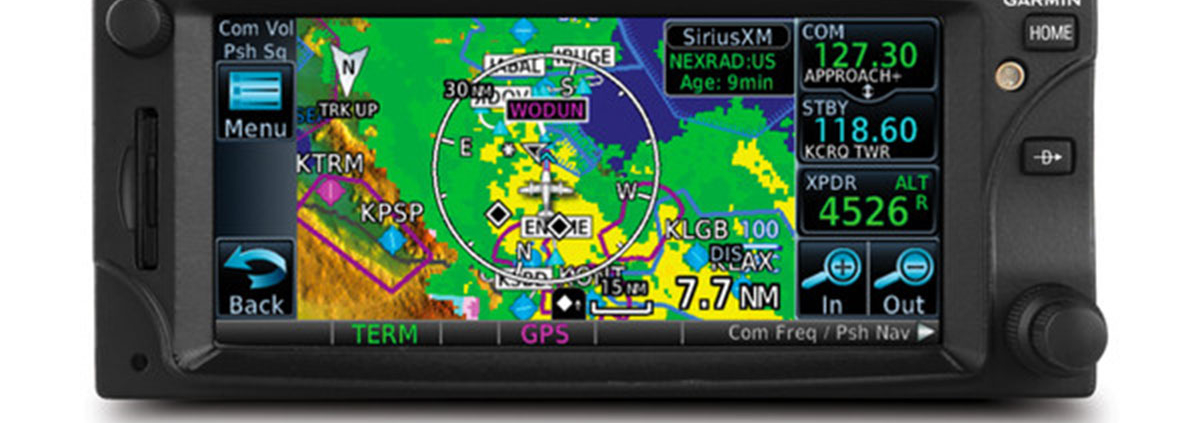 GARMIN
Com Vol
Psh Sq
Menu
Back
N
TRK UP
KTRM
KPSP
30 NM
WODUN
S
E
W
N
KLGB
100
DIS
7.7 NM
15 NM
SiriusXM
NEXRAD:US
Age: 9min
COM
127.30
APPROACH+
STBY
118.60
KCRQ TWR
XPDR
ALT
4526
R
In
Out
TERM
GPS
Com Freq / Psh Nav
HOME
D